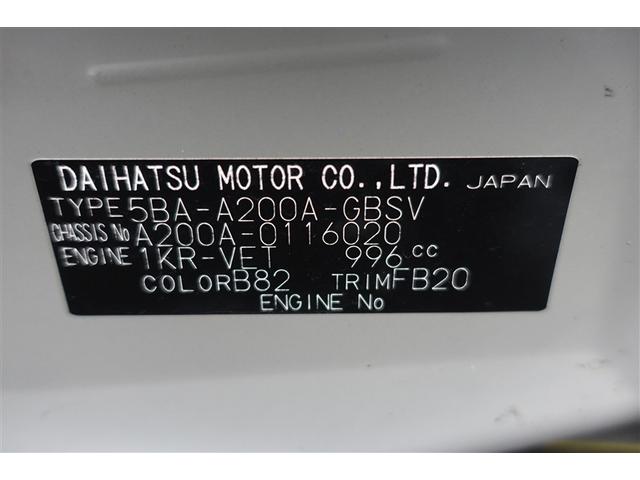 DAIHATSU MOTOR CO.,LTD. JAPAN
TYPE 5BA-A200A-GBSV
CHASSIS No A200A-0116020
ENGINE 1KR-VET 996 cc
COLOR B82 TRIM FB20
ENGINE No